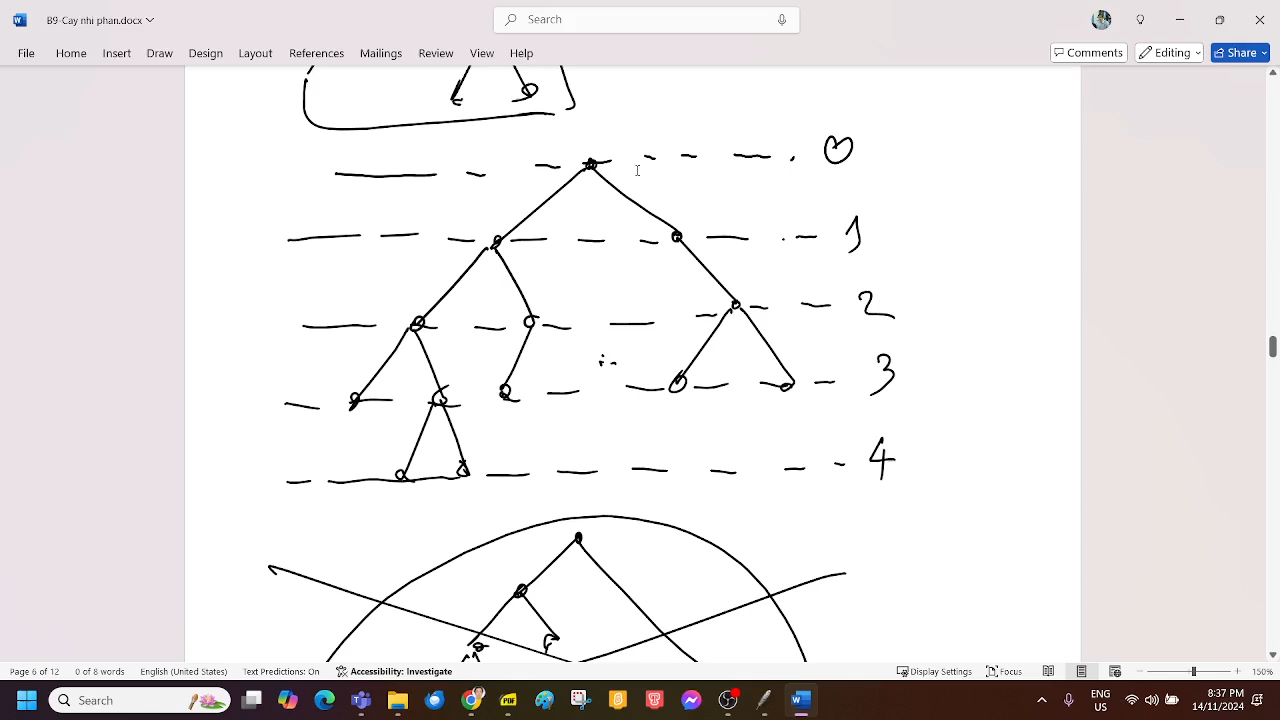 B9-Cay nhi phan.docx
Search
File Home Insert Draw Design Layout References Mailings Review View Help
Comments Editing Share
0
1
2
3
4
Page 6 of 12 0 of 8 words English (United States) Text Predictions: On Accessibility: Investigate Display Settings Focus 150%
Search
PDF
ENG
US
8:37 PM
14/11/2024